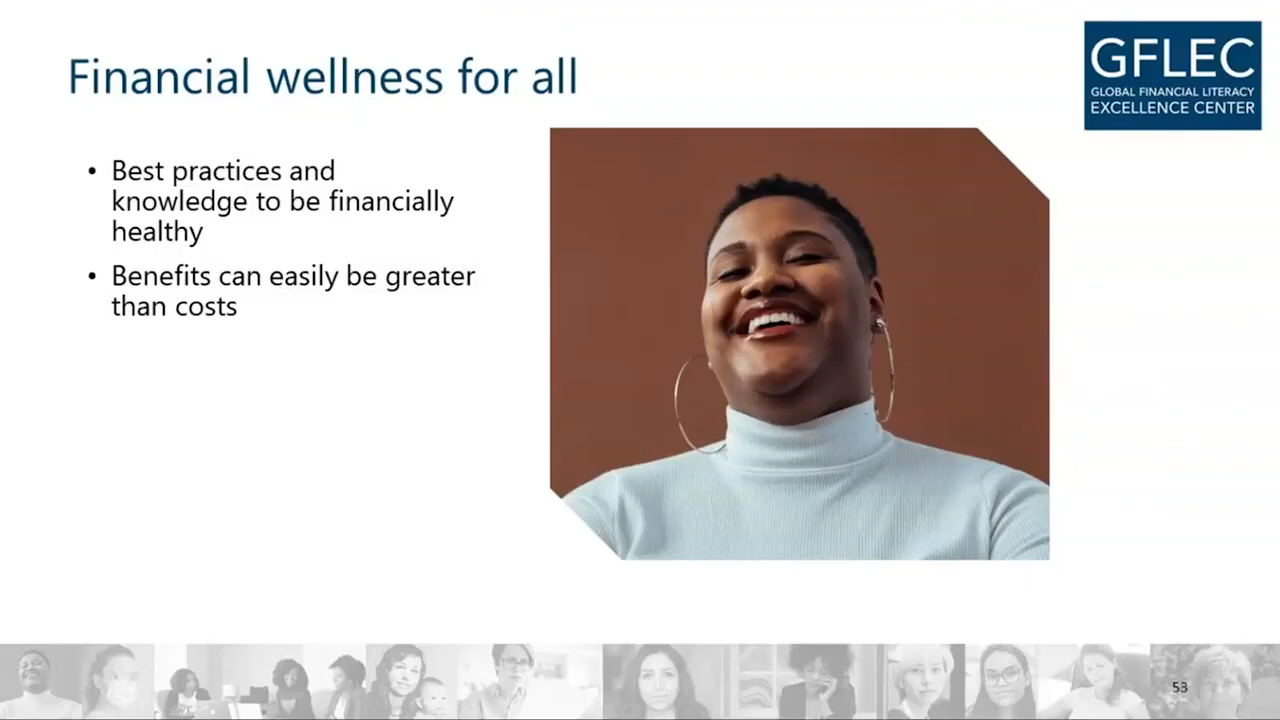 Financial wellness for all
GFLEC
GLOBAL FINANCIAL LITERACY
EXCELLENCE CENTER
• Best practices and
knowledge to be financially
healthy
• Benefits can easily be greater
than costs
53